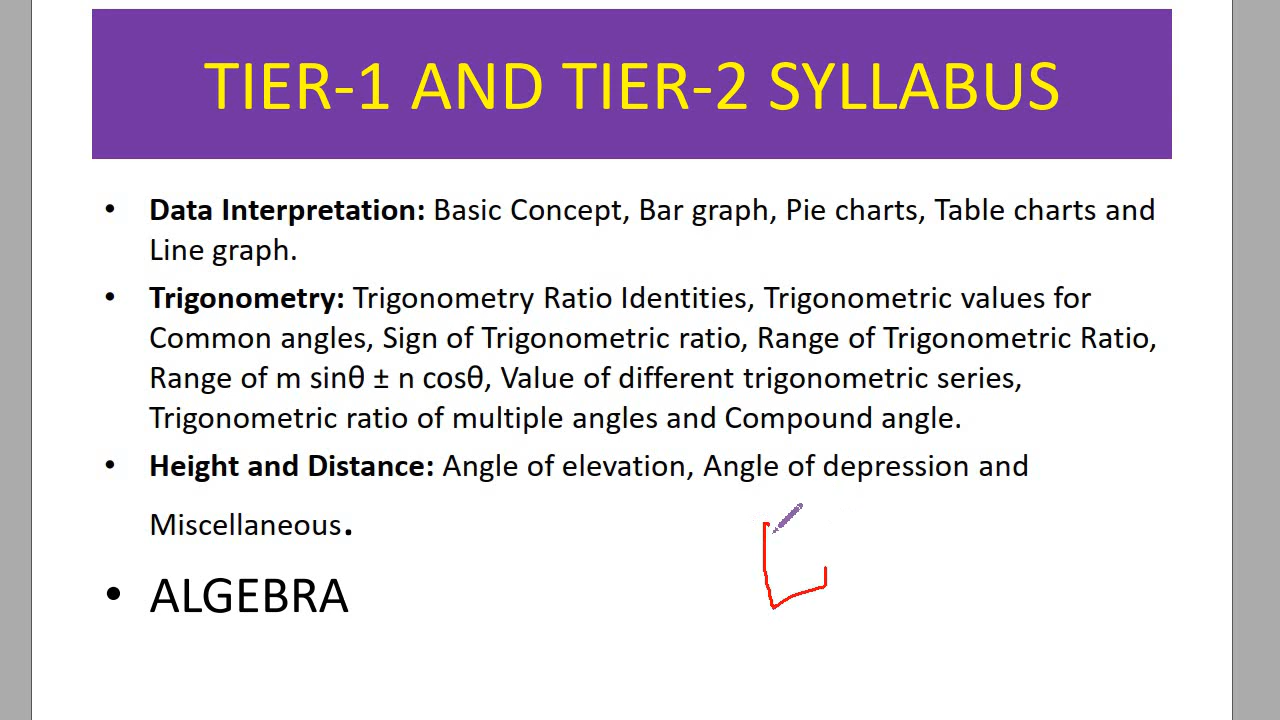 TIER-1 AND TIER-2 SYLLABUS
• Data Interpretation: Basic Concept, Bar graph, Pie charts, Table charts and
Line graph.
• Trigonometry: Trigonometry Ratio Identities, Trigonometric values for
Common angles, Sign of Trigonometric ratio, Range of Trigonometric Ratio,
Range of m sinθ ± n cosθ, Value of different trigonometric series,
Trigonometric ratio of multiple angles and Compound angle.
• Height and Distance: Angle of elevation, Angle of depression and
Miscellaneous.
• ALGEBRA